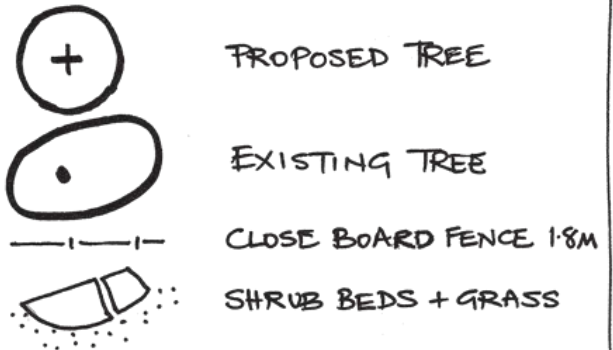 PROPOSED TREE
EXISTING TREE
CLOSE BOARD FENCE 1·8M
SHRUB BEDS + GRASS